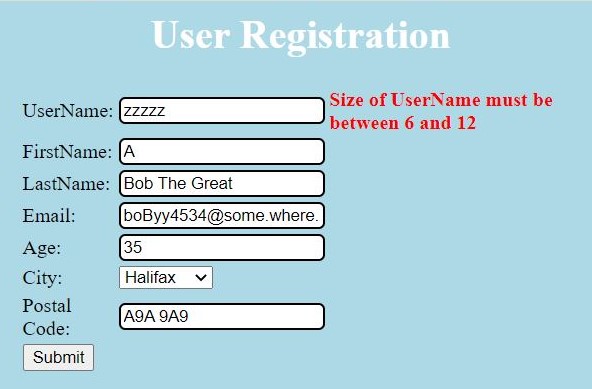 User Registration
UserName: zzzzz Size of UserName must be
between 6 and 12
FirstName: A
LastName: Bob The Great
Email: boByy4534@some.where.
Age: 35
City: Halifax
Postal
Code: A9A 9A9
Submit